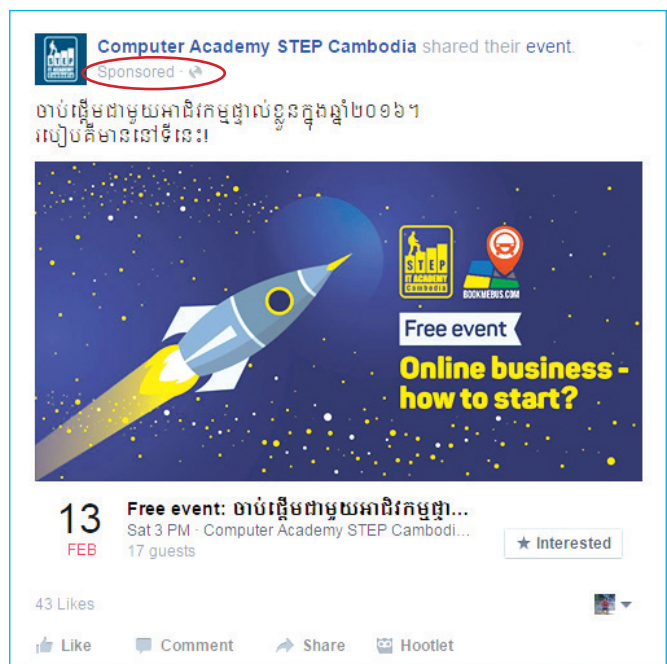 Computer Academy STEP Cambodia shared their event.
Sponsored ·
ចាប់ផ្តើមជាមួយអាជិវកម្មផ្ទាល់ខ្លួនក្នុងឆ្នាំ២០១៦។
របៀបគឺមាននៅទីនេះ!
STEP
IT ACADEMY
Cambodia
BOOKMEBUS.COM
Free event
Online business -
how to start?
13
FEB
Free event: ចាប់ផ្តើមជាមួយអាជិវកម្មផ្ទា...
Sat 3 PM · Computer Academy STEP Cambodi...
17 guests
Interested
43 Likes
Like Comment Share Hootlet